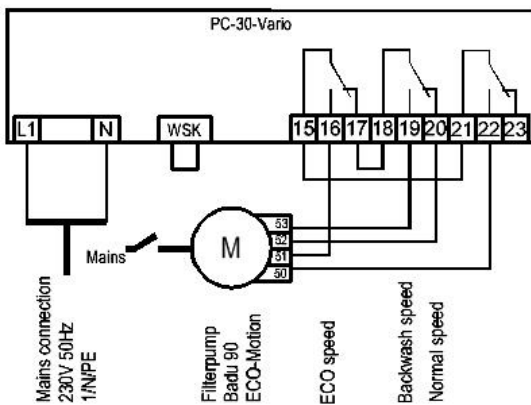 PC-30-Vario
L1 N WSK 15 16 17 18 19 20 21 22 23
53
52
51
50
M
Mains
Mains connection
230V 50Hz
1/N/PE
Filterpump
Badu 90
ECO-Motion
ECO speed
Backwash speed
Normal speed